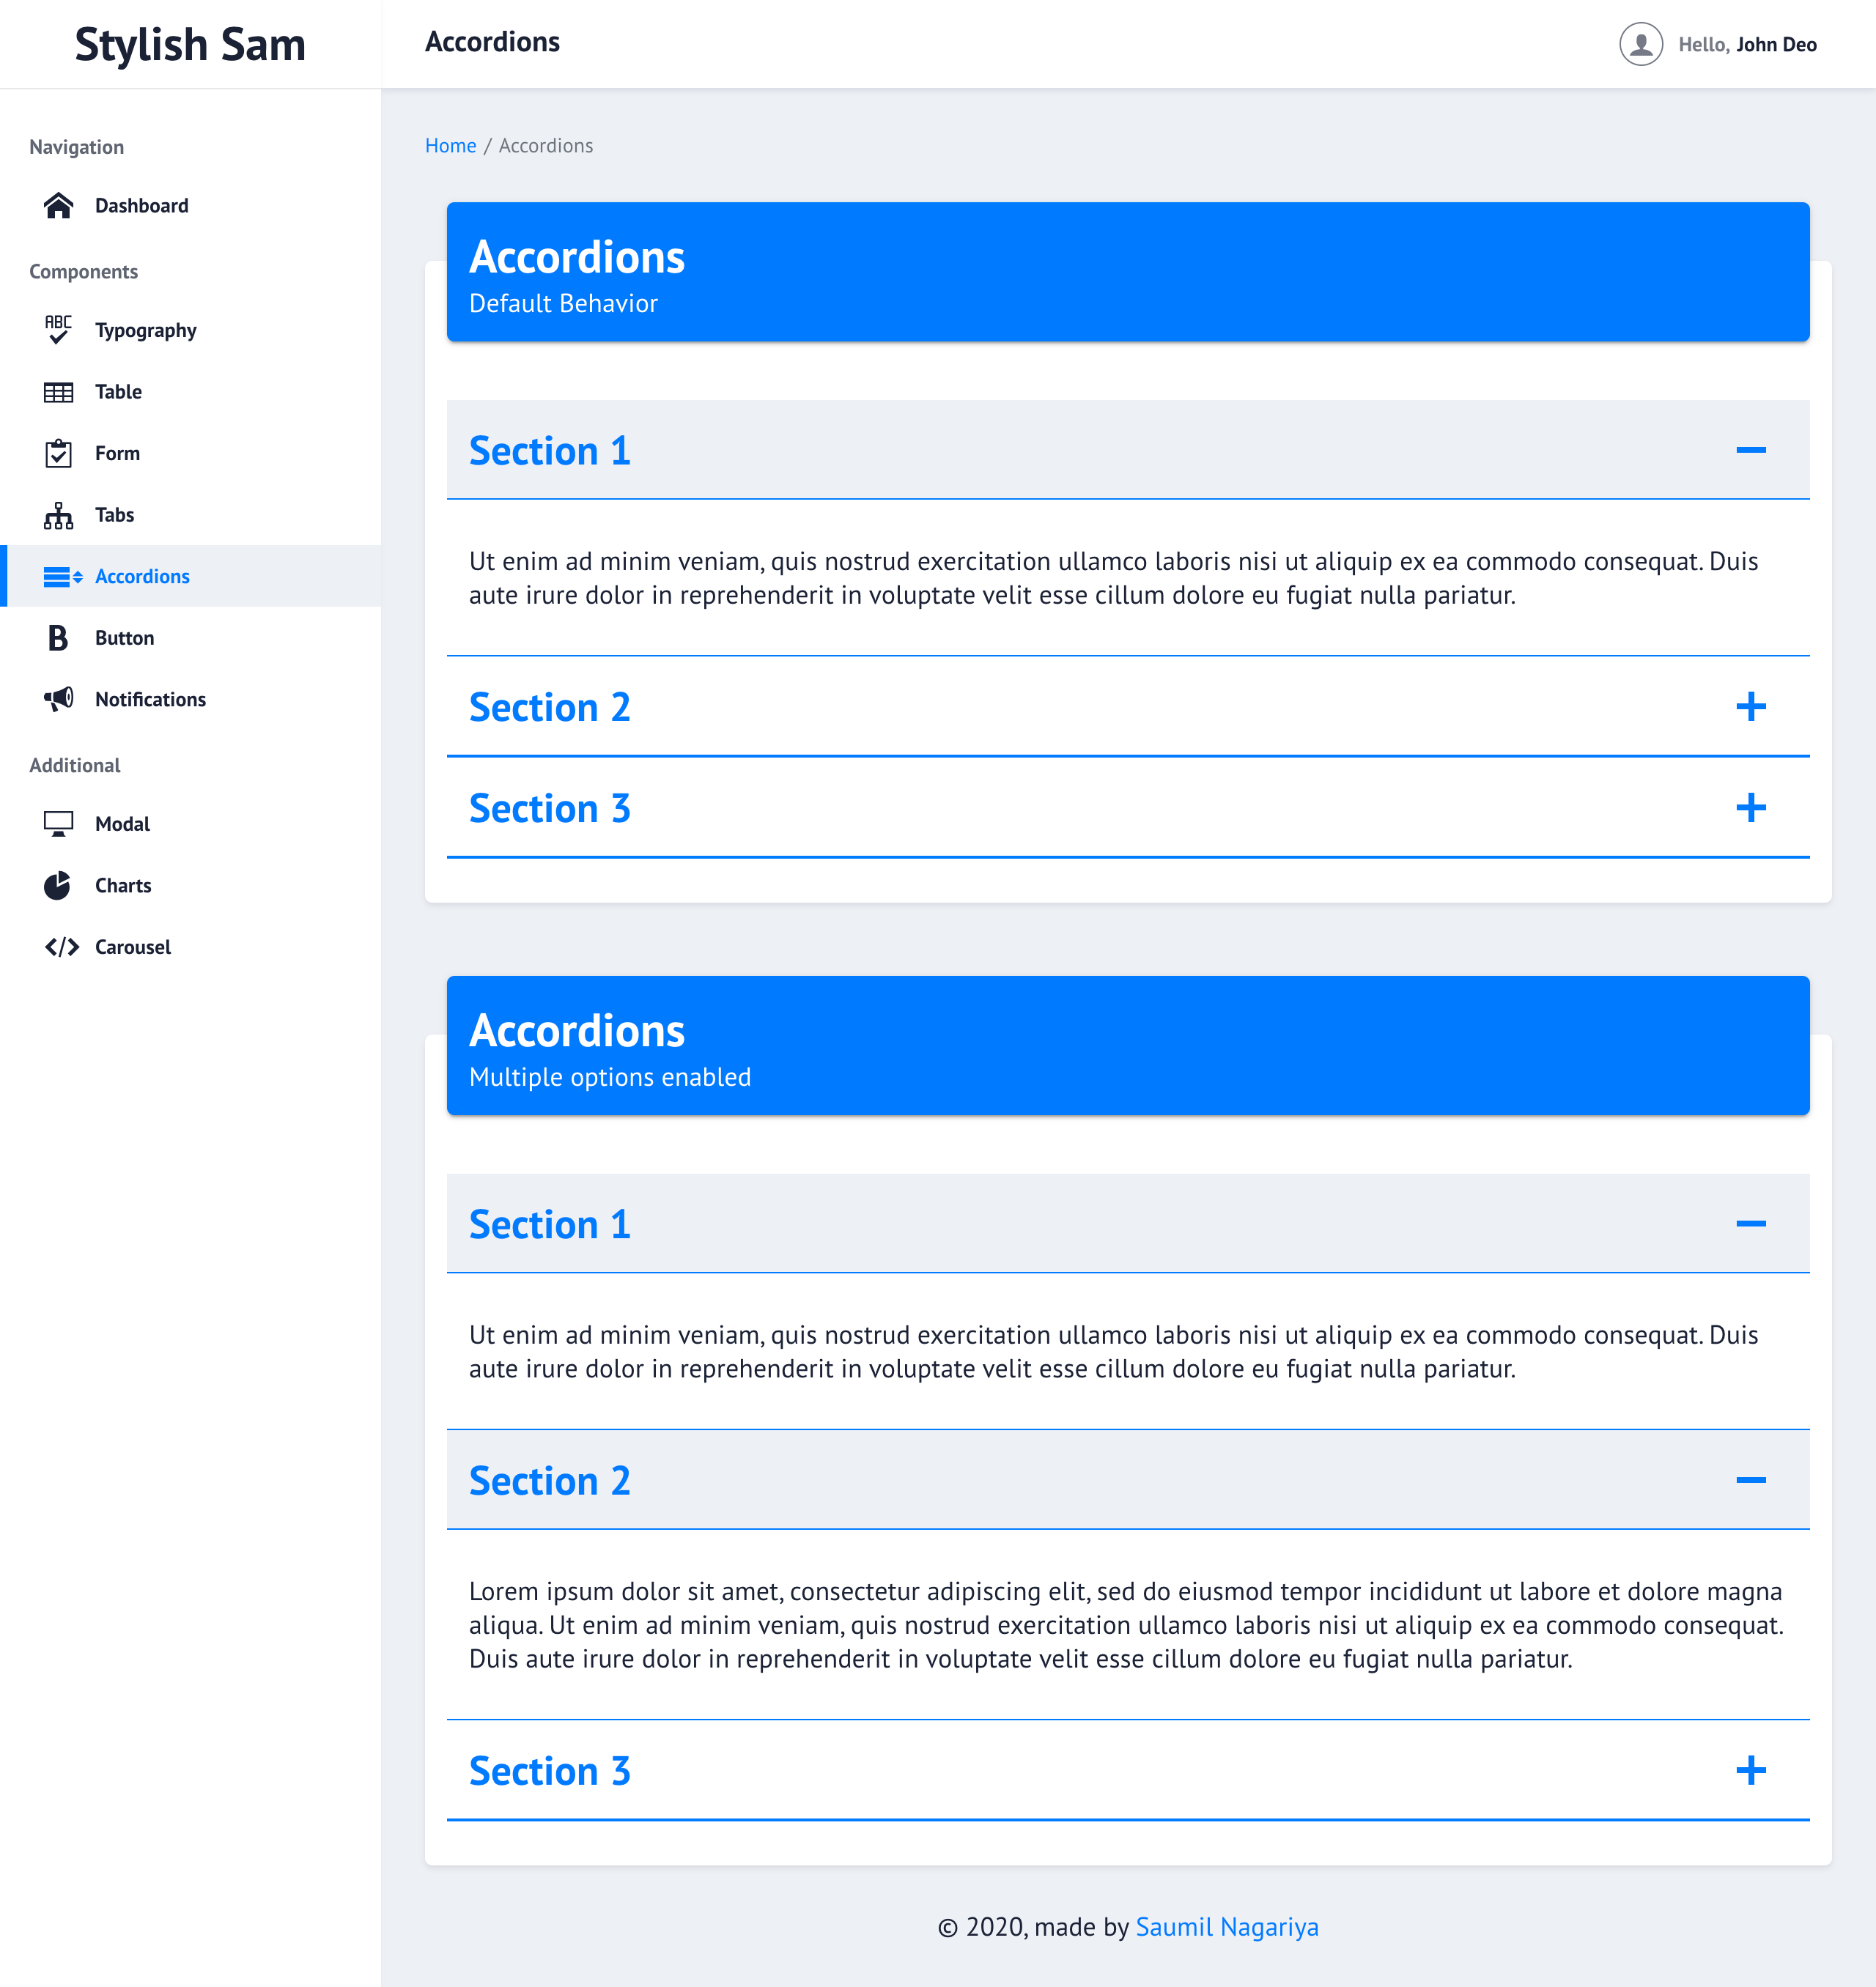 Stylish Sam
Accordions
Hello, John Deo
Navigation
Dashboard
Components
ABC
Typography
Table
Form
Tabs
Accordions
B
Button
Notifications
Additional
Modal
Charts
</> Carousel
Home / Accordions
Accordions
Default Behavior
Section 1
Ut enim ad minim veniam, quis nostrud exercitation ullamco laboris nisi ut aliquip ex ea commodo consequat. Duis
aute irure dolor in reprehenderit in voluptate velit esse cillum dolore eu fugiat nulla pariatur.
Section 2
Section 3
Accordions
Multiple options enabled
Section 1
Ut enim ad minim veniam, quis nostrud exercitation ullamco laboris nisi ut aliquip ex ea commodo consequat. Duis
aute irure dolor in reprehenderit in voluptate velit esse cillum dolore eu fugiat nulla pariatur.
Section 2
Lorem ipsum dolor sit amet, consectetur adipiscing elit, sed do eiusmod tempor incididunt ut labore et dolore magna
aliqua. Ut enim ad minim veniam, quis nostrud exercitation ullamco laboris nisi ut aliquip ex ea commodo consequat.
Duis aute irure dolor in reprehenderit in voluptate velit esse cillum dolore eu fugiat nulla pariatur.
Section 3
© 2020, made by Saumil Nagariya